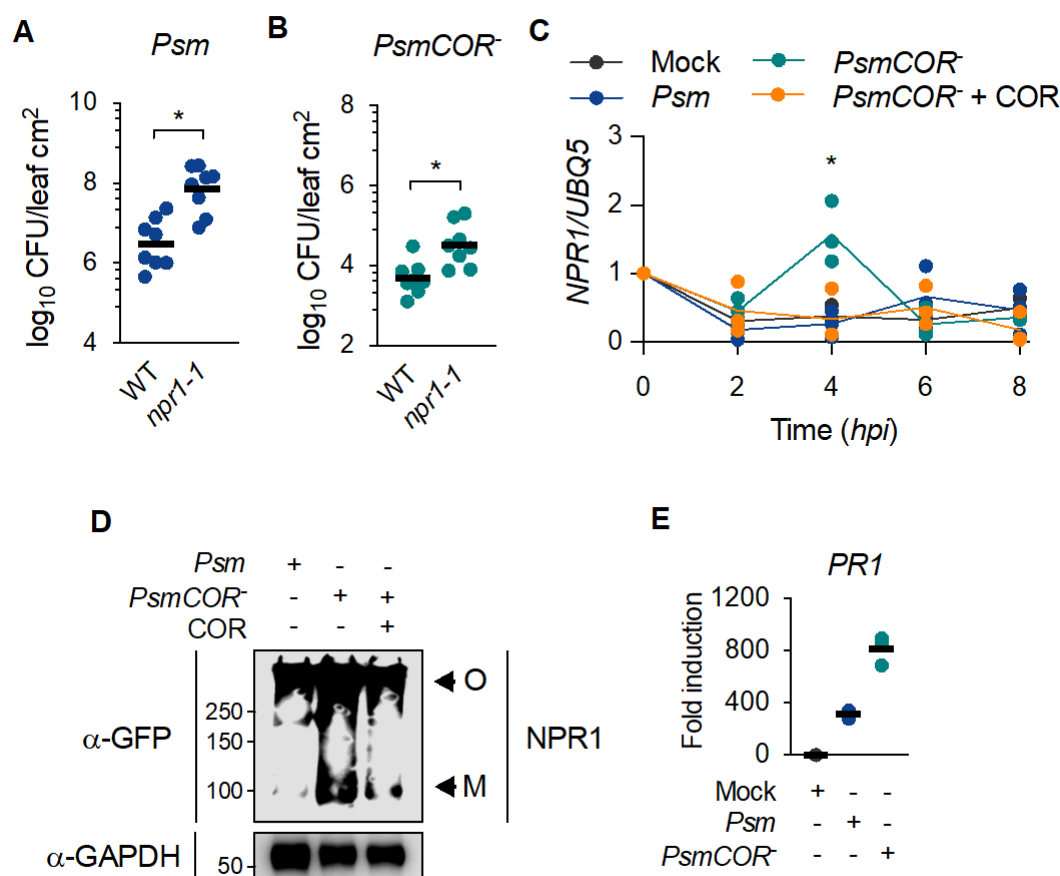 A
Psm
log10 CFU/leaf cm2
10
8
6
4
*
WT
npr1-1
B
PsmCOR-
log10 CFU/leaf cm2
8
6
4
2
*
WT
npr1-1
C
Mock
PsmCOR-
Psm
PsmCOR- + COR
NPR1/UBQ5
3
2
1
0
*
0 2 4 6 8
Time (hpi)
D
Psm + - -
PsmCOR- - + +
COR - - +
α-GFP
250
150
100
O
M
NPR1
α-GAPDH
50
E
PR1
Fold induction
1200
800
400
0
Mock + - -
Psm - + -
PsmCOR- - - +